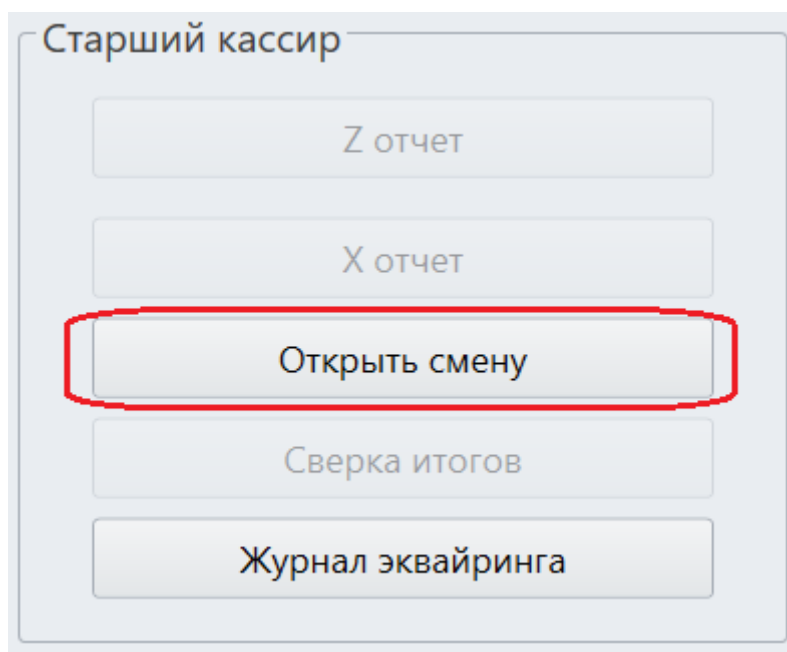 Старший кассир
Z отчет
X отчет
Открыть смену
Сверка итогов
Журнал эквайринга